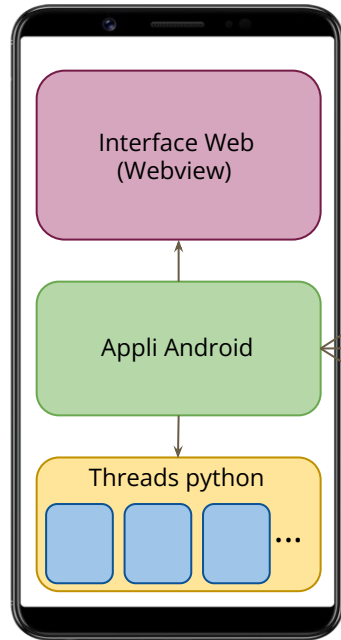 Interface Web
(Webview)
Appli Android
Threads python
...